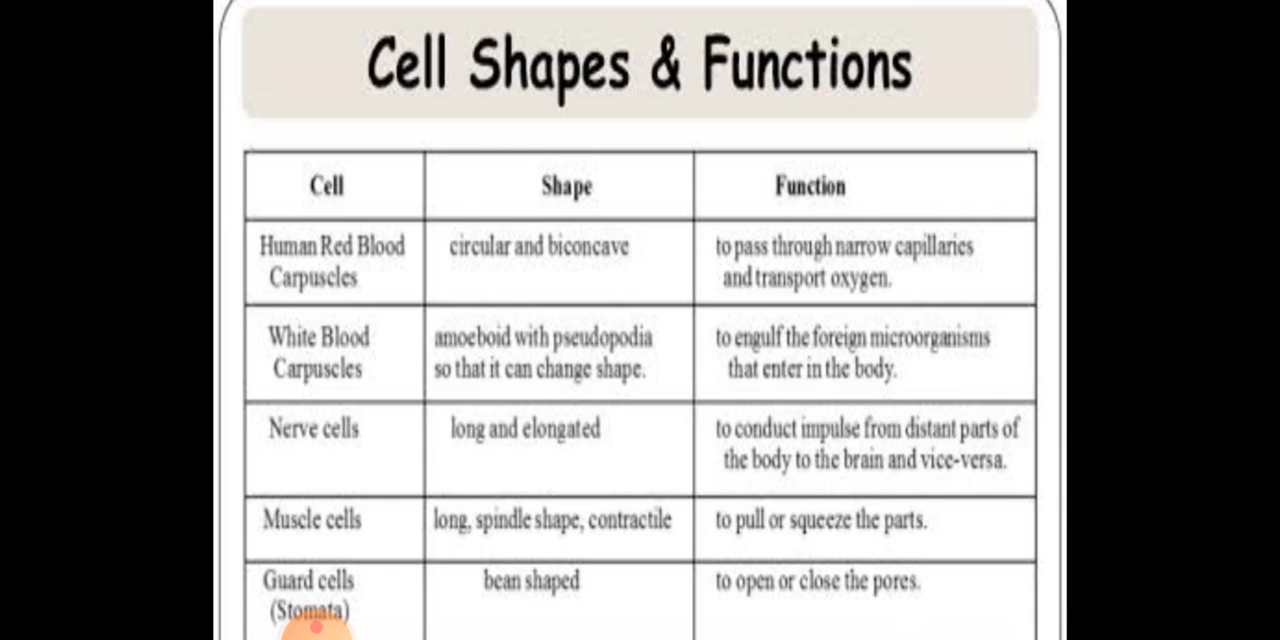 Cell Shapes & Functions
Cell Shape Function
Human Red Blood circular and biconcave to pass through narrow capillaries
Carpuscles and transport oxygen.
White Blood amoeboid with pseudopodia to engulf the foreign microorganisms
Carpuscles so that it can change shape. that enter in the body.
Nerve cells long and elongated to conduct impulse from distant parts of
the body to the brain and vice-versa.
Muscle cells long, spindle shape, contractile to pull or squeeze the parts.
Guard cells bean shaped to open or close the pores.
(Stomata)